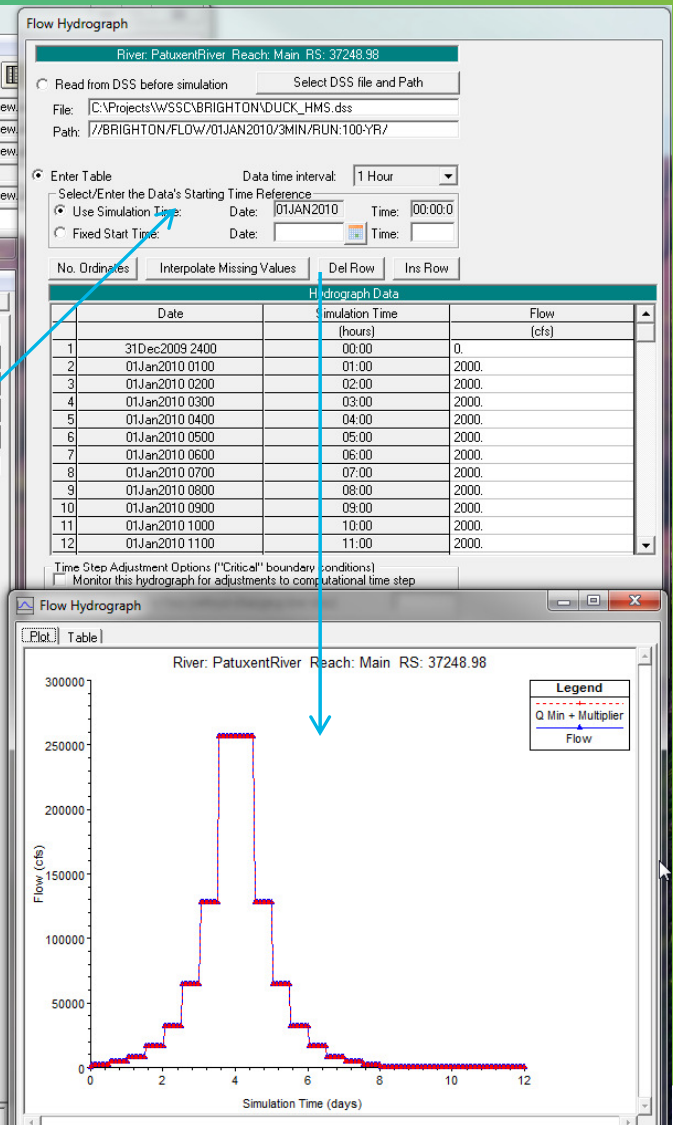 Flow Hydrograph
River: PatuxentRiver Reach: Main RS: 37248.98
Read from DSS before simulation Select DSS file and Path
File: C:\Projects\WSSC\BRIGHTON\DUCK_HMS.dss
Path: //BRIGHTON/FLOW/01JAN2010/3MIN/RUN:100-YR/
Enter Table Data time interval: 1 Hour
Select/Enter the Data's Starting Time Reference
Use Simulation Time: Date: 01JAN2010 Time: 00:00:0
Fixed Start Time: Date: Time:
No. Ordinates Interpolate Missing Values Del Row Ins Row
Hydrograph Data
Date Simulation Time Flow
(hours) (cfs)
1 31Dec2009 2400 00:00 0.
2 01Jan2010 0100 01:00 2000.
3 01Jan2010 0200 02:00 2000.
4 01Jan2010 0300 03:00 2000.
5 01Jan2010 0400 04:00 2000.
6 01Jan2010 0500 05:00 2000.
7 01Jan2010 0600 06:00 2000.
8 01Jan2010 0700 07:00 2000.
9 01Jan2010 0800 08:00 2000.
10 01Jan2010 0900 09:00 2000.
11 01Jan2010 1000 10:00 2000.
12 01Jan2010 1100 11:00 2000.
Time Step Adjustment Options ("Critical" boundary conditions)
Monitor this hydrograph for adjustments to computational time step
Flow Hydrograph
Plot Table
River: PatuxentRiver Reach: Main RS: 37248.98
Legend
Q Min + Multiplier
Flow
300000
250000
200000
150000
100000
50000
0
Flow (cfs)
0 2 4 6 8 10 12
Simulation Time (days)